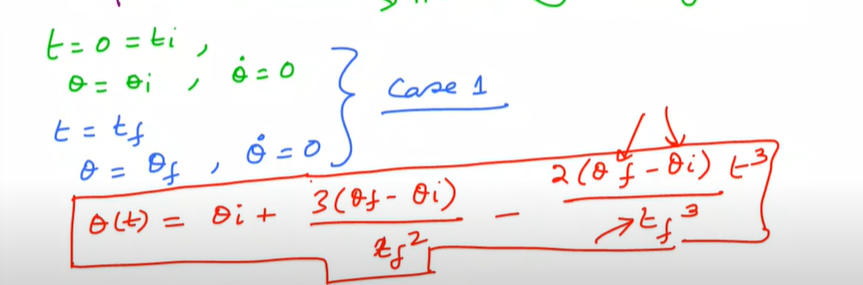 t = 0 = ti ,
θ = θi , θ̇ = 0
Case 1
t = tf
θ = θf , θ̇ = 0
θ(t) = θi + 3(θf - θi) / tf² - 2(θf - θi) t³ / tf³